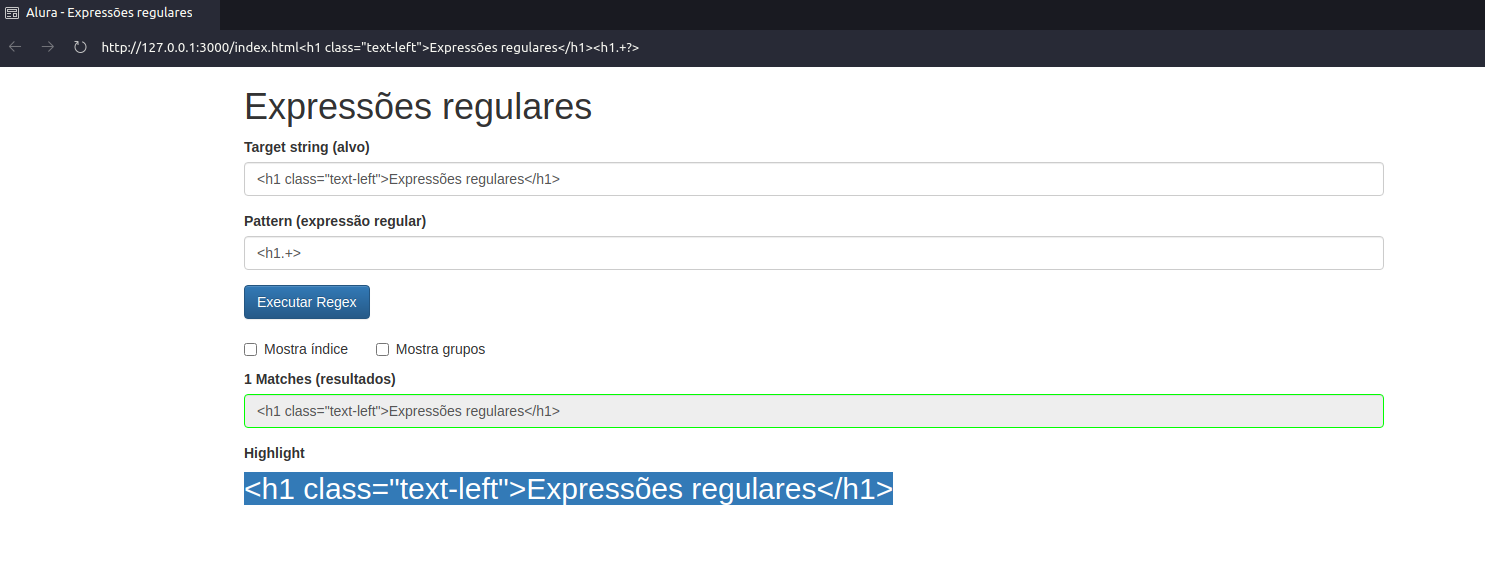 Alura - Expressões regulares
http://127.0.0.1:3000/index.html<h1 class="text-left">Expressões regulares</h1><h1.+?>
Expressões regulares
Target string (alvo)
<h1 class="text-left">Expressões regulares</h1>
Pattern (expressão regular)
<h1.+>
Executar Regex
Mostra índice Mostra grupos
1 Matches (resultados)
<h1 class="text-left">Expressões regulares</h1>
Highlight
<h1 class="text-left">Expressões regulares</h1>